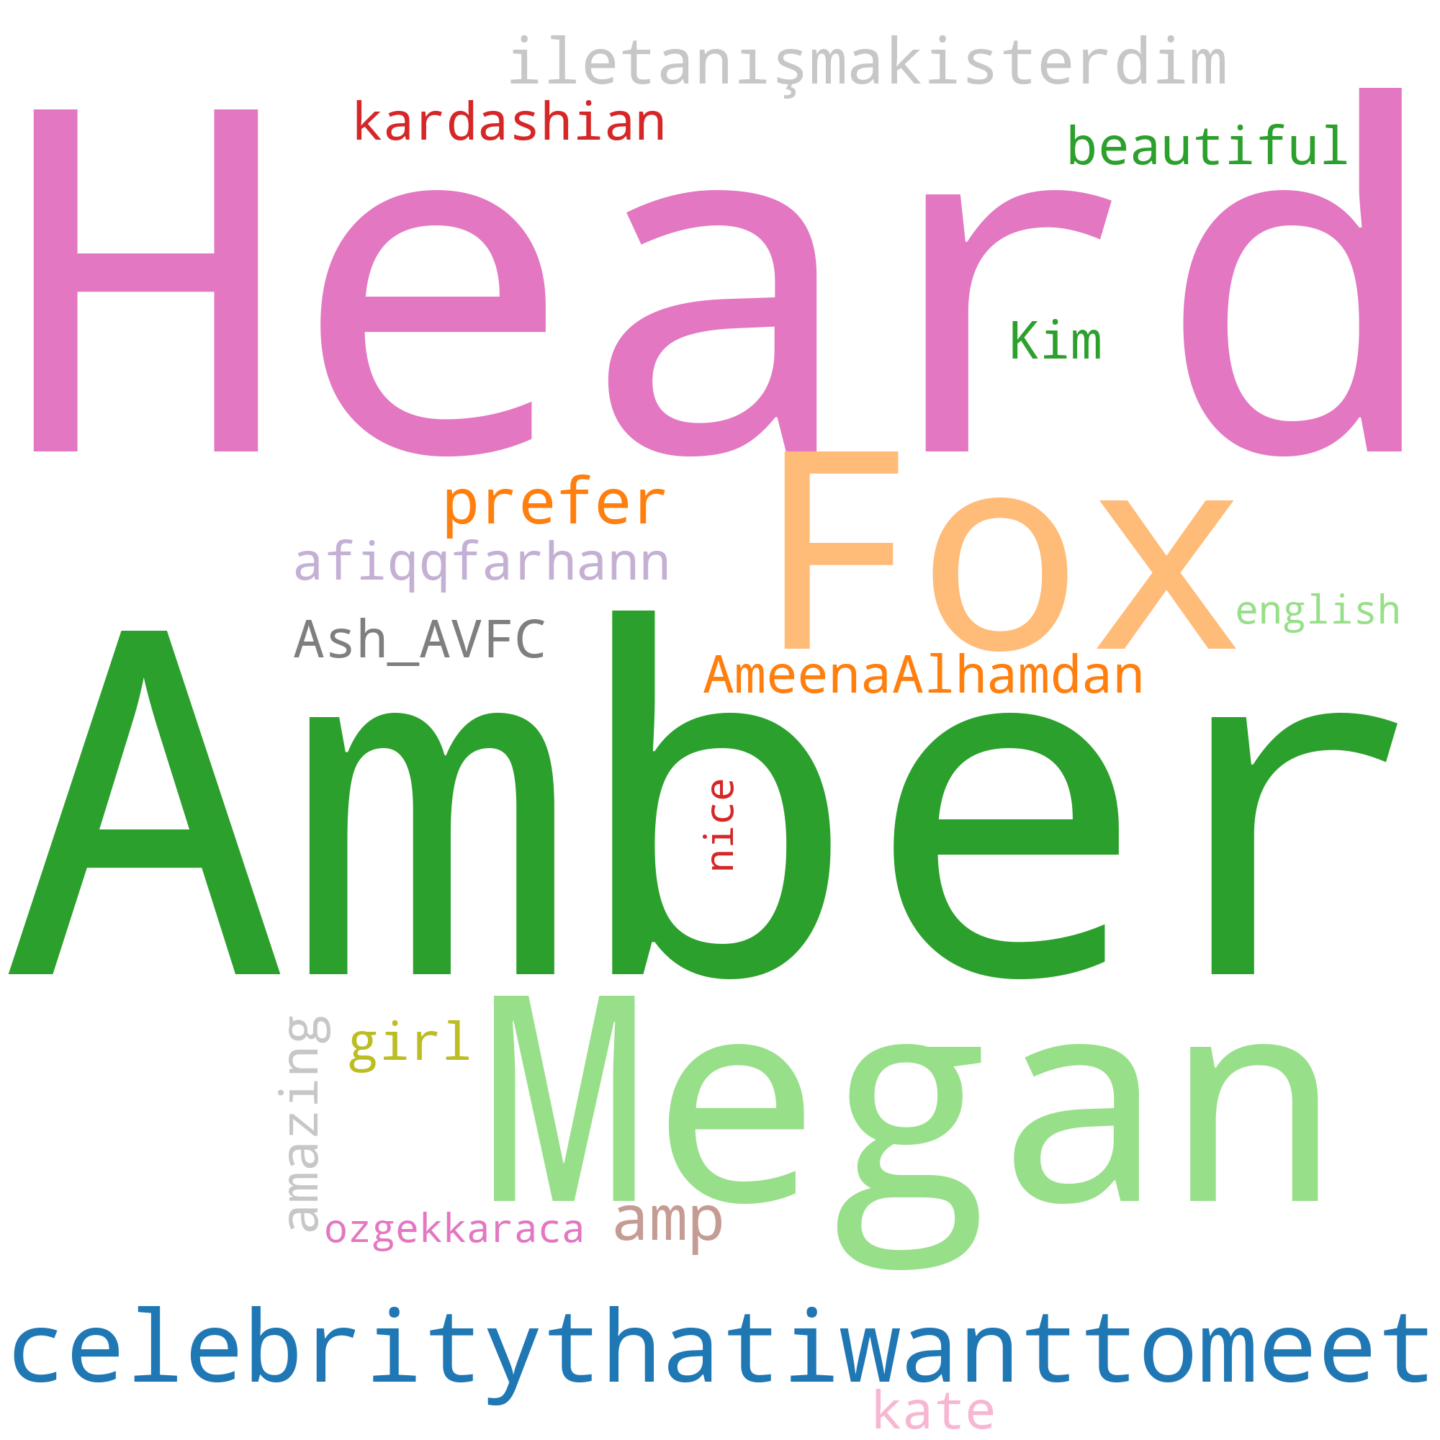 iletanışmakisterdim
kardashian
beautiful
Heard
Kim
Fox
prefer
afiqqfarhann
english
Ash_AVFC
AmeenaAlhamdan
Amber
nice
Megan
amazing
girl
amp
ozgekkaraca
celebritythatiwanttomeet
kate